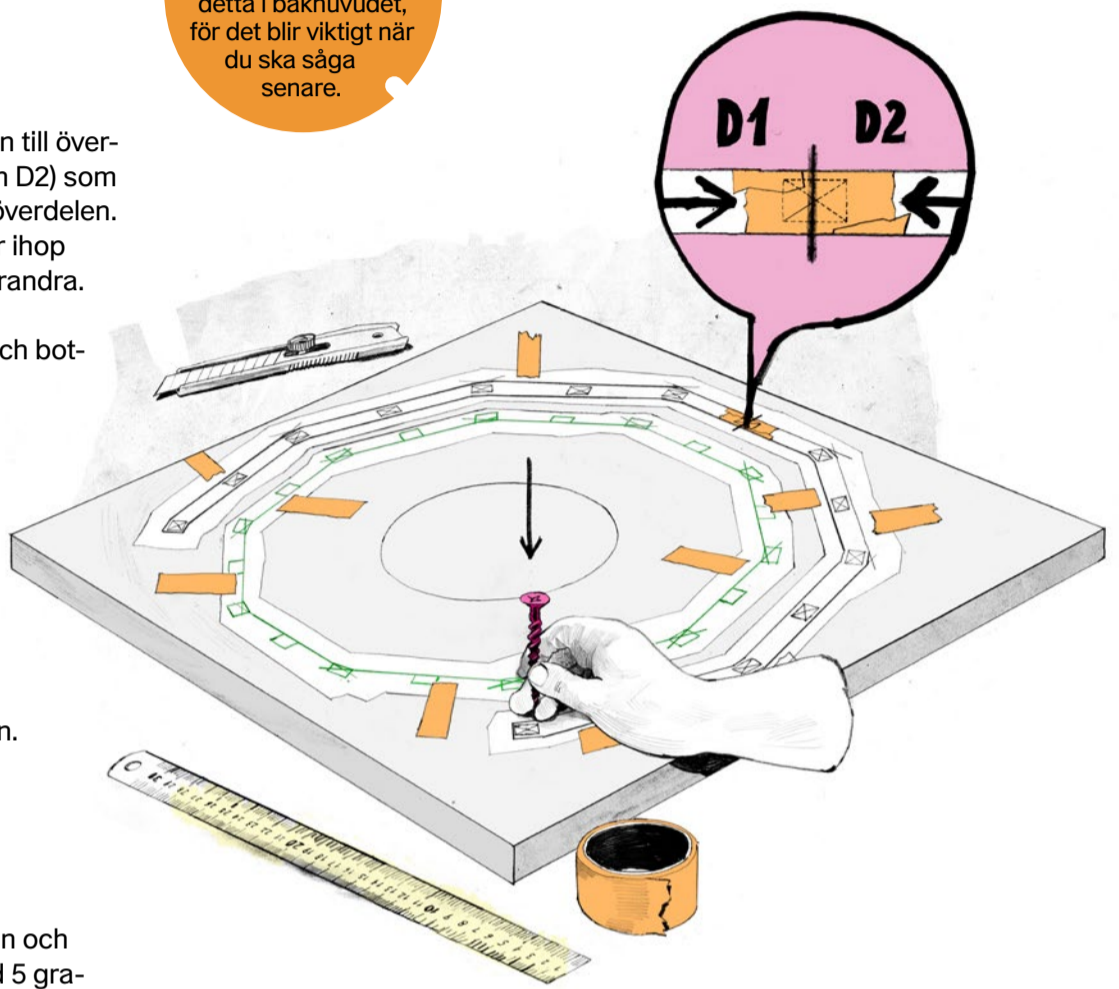 detta i bakhuvudet,
för det blir viktigt när
du ska såga
senare.
n till över-
D2) som
överdelen.
ihop
randra.
ch bot-
n.
n och
5 gra-
D1 D2